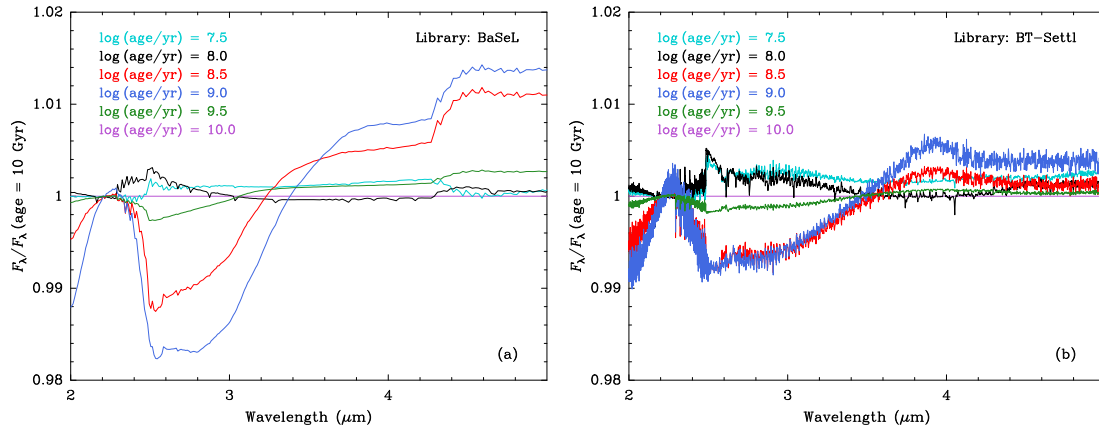 1.02
1.01
1
0.99
0.98
F_λ/F_λ(age = 10 Gyr)
log(age/yr) = 7.5
log(age/yr) = 8.0
log(age/yr) = 8.5
log(age/yr) = 9.0
log(age/yr) = 9.5
log(age/yr) = 10.0
Library: BaSeL
(a)
2
3
4
Wavelength (μm)
1.02
1.01
1
0.99
0.98
F_λ/F_λ(age = 10 Gyr)
log(age/yr) = 7.5
log(age/yr) = 8.0
log(age/yr) = 8.5
log(age/yr) = 9.0
log(age/yr) = 9.5
log(age/yr) = 10.0
Library: BT-Settl
(b)
2
3
4
Wavelength (μm)